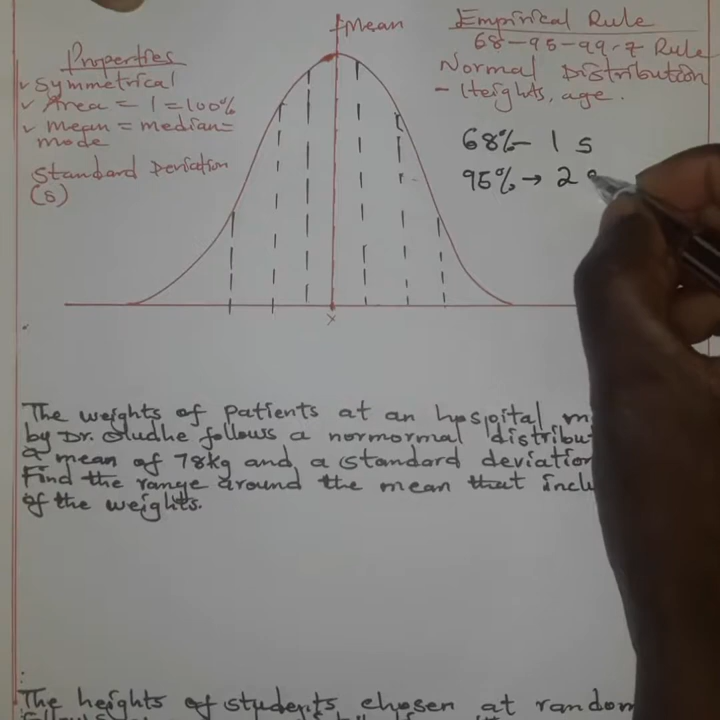 Mean
Empirical Rule
68-95-99.7 Rule
Normal Distribution
- Heights, age.
Properties
✓ Symmetrical
✓ Area = 1 = 100%
✓ mean = median =
mode
Standard Deviation
(s)
68% - 1 s
95% → 2
x
The weights of patients at an hospital
by Dr. Oludhe follows a normormal
a mean of 78kg and a standard deviation
Find the range around the mean that
of the weights.
The heights of students chosen at random